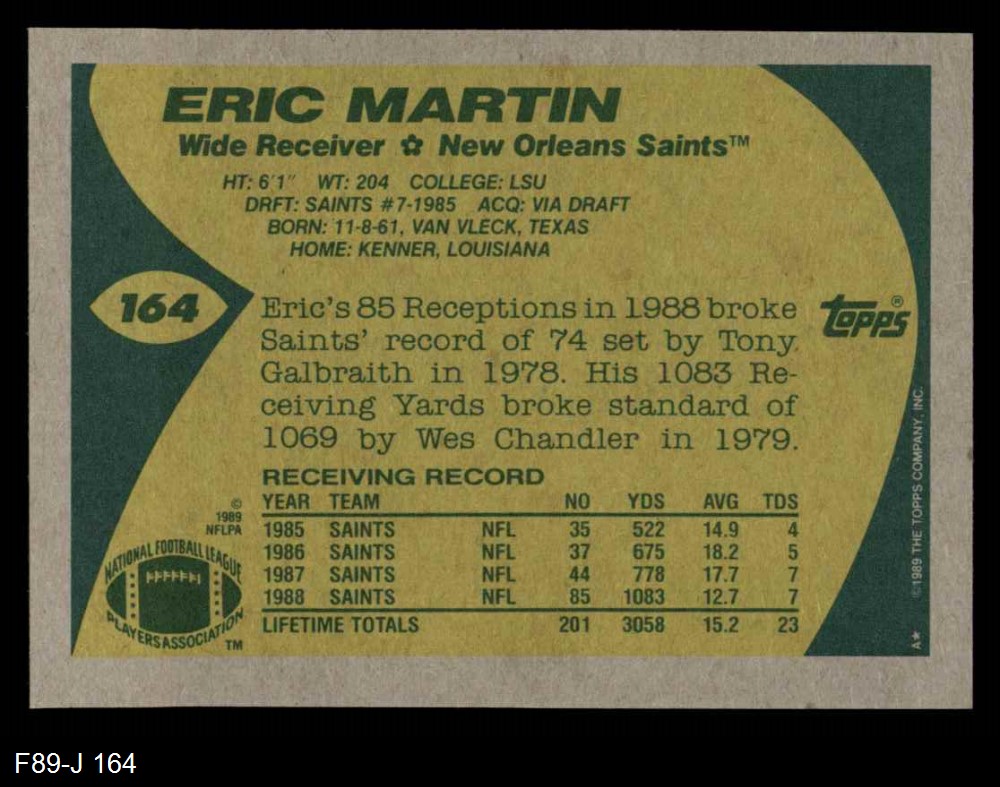 ERIC MARTIN
Wide Receiver ✿ New Orleans Saints™
HT: 6'1" WT: 204 COLLEGE: LSU
DRFT: SAINTS #7-1985 ACQ: VIA DRAFT
BORN: 11-8-61, VAN VLECK, TEXAS
HOME: KENNER, LOUISIANA
164
Eric's 85 Receptions in 1988 broke
Saints' record of 74 set by Tony
Galbraith in 1978. His 1083 Re-
ceiving Yards broke standard of
1069 by Wes Chandler in 1979.
topps®
RECEIVING RECORD
YEAR TEAM NO YDS AVG TDS
1985 SAINTS NFL 35 522 14.9 4
1986 SAINTS NFL 37 675 18.2 5
1987 SAINTS NFL 44 778 17.7 7
1988 SAINTS NFL 85 1083 12.7 7
LIFETIME TOTALS 201 3058 15.2 23
©
1989
NFLPA
NATIONAL FOOTBALL LEAGUE
PLAYERS ASSOCIATION
TM
©1989 THE TOPPS COMPANY, INC.
A★
F89-J 164